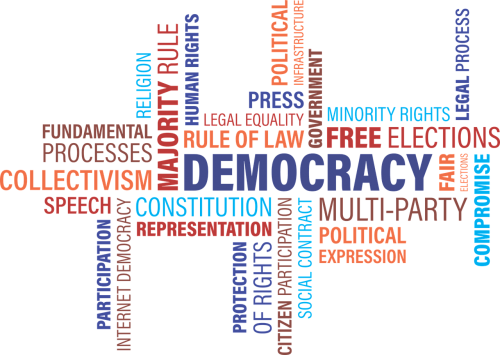 RELIGION
MAJORITY RULE
HUMAN RIGHTS
POLITICAL
INFRASTRUCTURE
PRESS
GOVERNMENT
LEGAL PROCESS
LEGAL EQUALITY
MINORITY RIGHTS
FUNDAMENTAL
PROCESSES
RULE OF LAW
FREE ELECTIONS
COLLECTIVISM
DEMOCRACY
FAIR
ELECTIONS
COMPROMISE
SPEECH
CONSTITUTION
MULTI-PARTY
REPRESENTATION
POLITICAL
EXPRESSION
PARTICIPATION
INTERNET DEMOCRACY
PROTECTION
OF RIGHTS
CITIZEN PARTICIPATION
SOCIAL CONTRACT